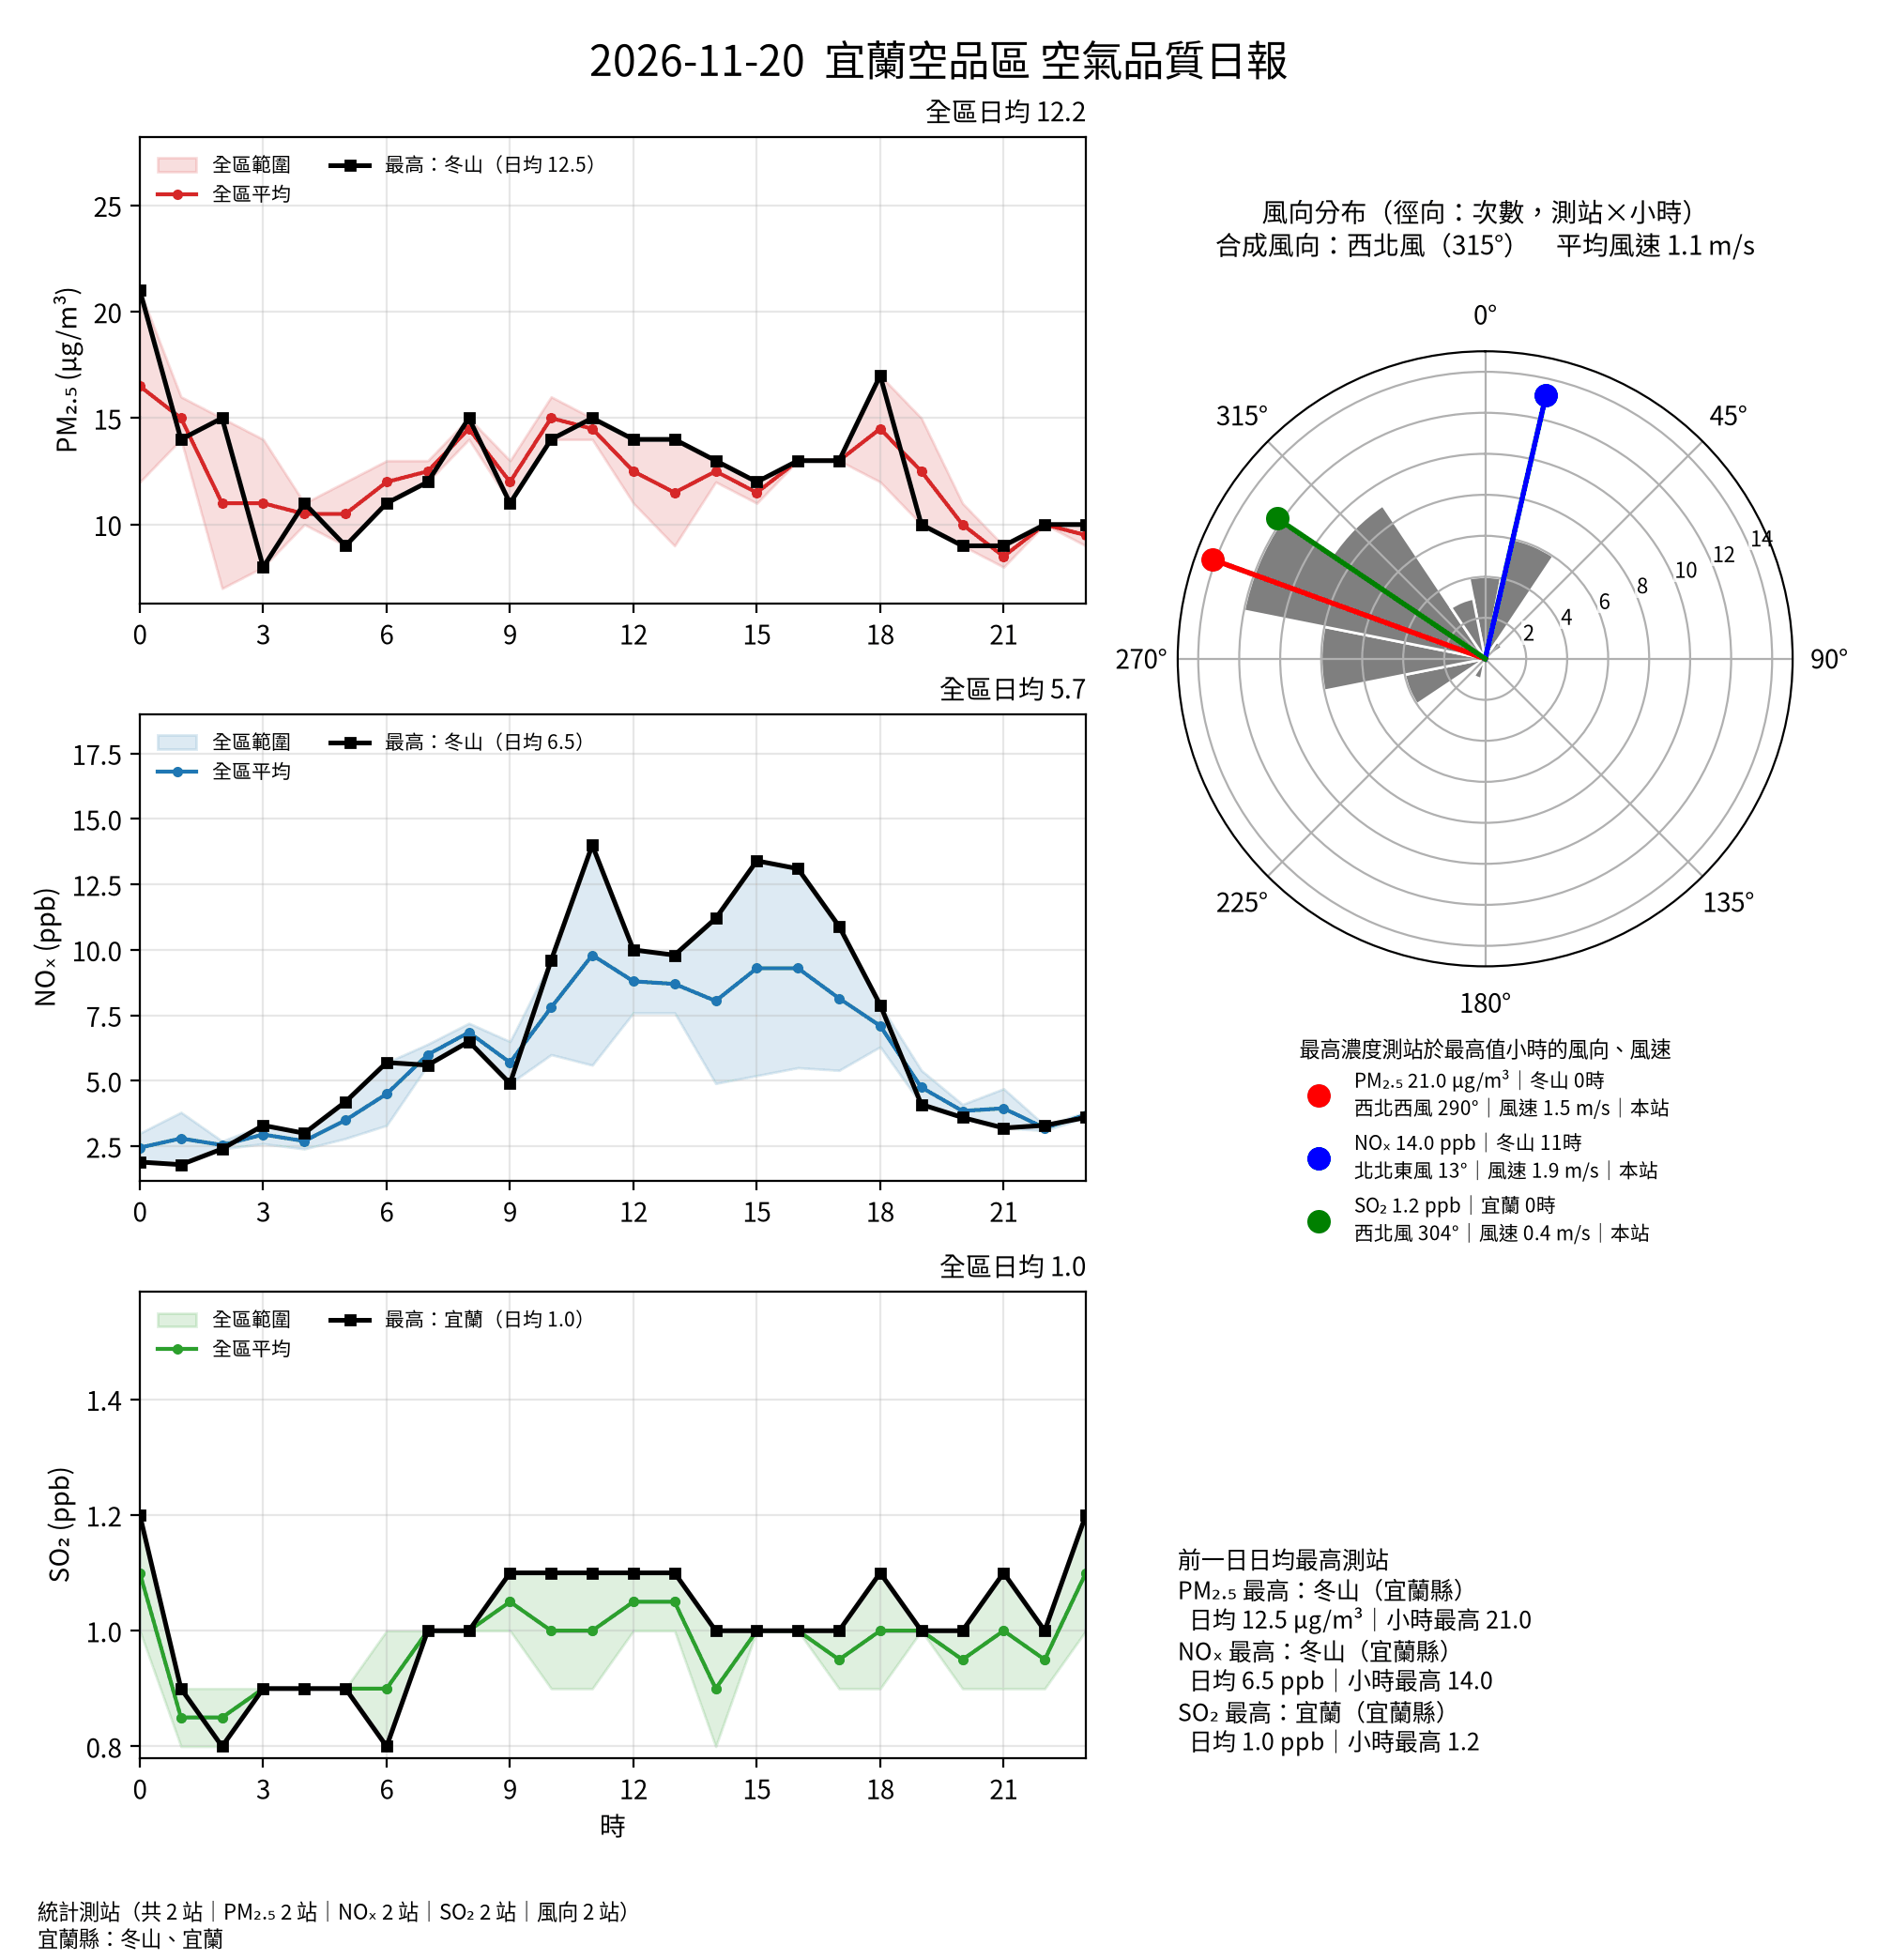 2026-11-20 宜蘭空品區 空氣品質日報
全區日均 12.2
全區範圍
全區平均
最高：冬山（日均 12.5）
PM₂.₅ (μg/m³)
25
20
15
10
0 3 6 9 12 15 18 21
全區日均 5.7
全區範圍
全區平均
最高：冬山（日均 6.5）
NOₓ (ppb)
17.5
15.0
12.5
10.0
7.5
5.0
2.5
0 3 6 9 12 15 18 21
全區日均 1.0
全區範圍
全區平均
最高：宜蘭（日均 1.0）
SO₂ (ppb)
1.4
1.2
1.0
0.8
0 3 6 9 12 15 18 21
時
風向分布（徑向：次數，測站×小時）
合成風向：西北風（315°） 平均風速 1.1 m/s
0°
45°
90°
135°
180°
225°
270°
315°
2 4 6 8 10 12 14
最高濃度測站於最高值小時的風向、風速
PM₂.₅ 21.0 μg/m³｜冬山 0時
西北西風 290°｜風速 1.5 m/s｜本站
NOₓ 14.0 ppb｜冬山 11時
北北東風 13°｜風速 1.9 m/s｜本站
SO₂ 1.2 ppb｜宜蘭 0時
西北風 304°｜風速 0.4 m/s｜本站
前一日日均最高測站
PM₂.₅ 最高：冬山（宜蘭縣）
日均 12.5 μg/m³｜小時最高 21.0
NOₓ 最高：冬山（宜蘭縣）
日均 6.5 ppb｜小時最高 14.0
SO₂ 最高：宜蘭（宜蘭縣）
日均 1.0 ppb｜小時最高 1.2
統計測站（共 2 站｜PM₂.₅ 2 站｜NOₓ 2 站｜SO₂ 2 站｜風向 2 站）
宜蘭縣：冬山、宜蘭